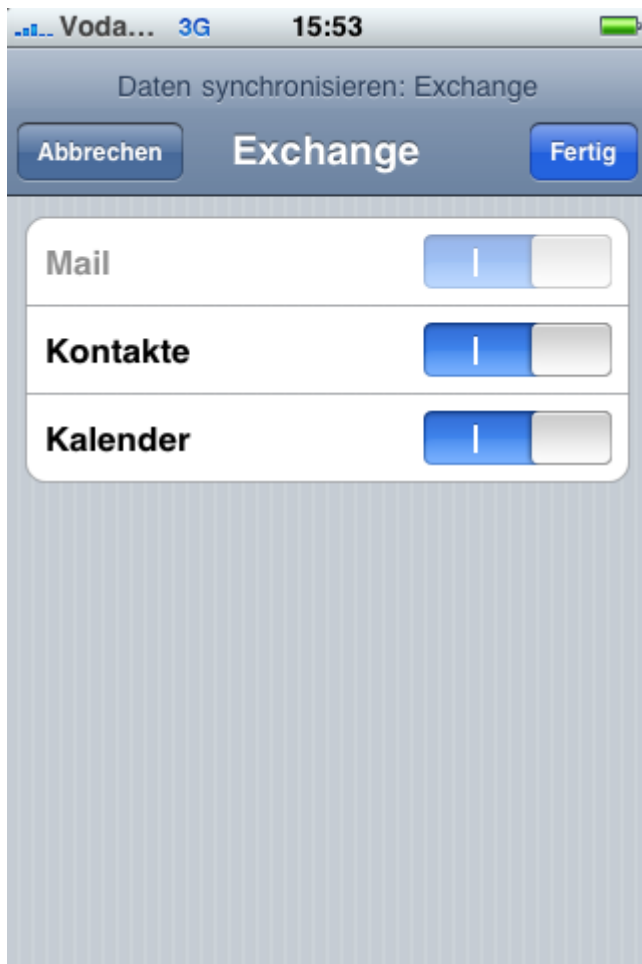 Voda... 3G 15:53
Daten synchronisieren: Exchange
Abbrechen Exchange Fertig
Mail
Kontakte
Kalender